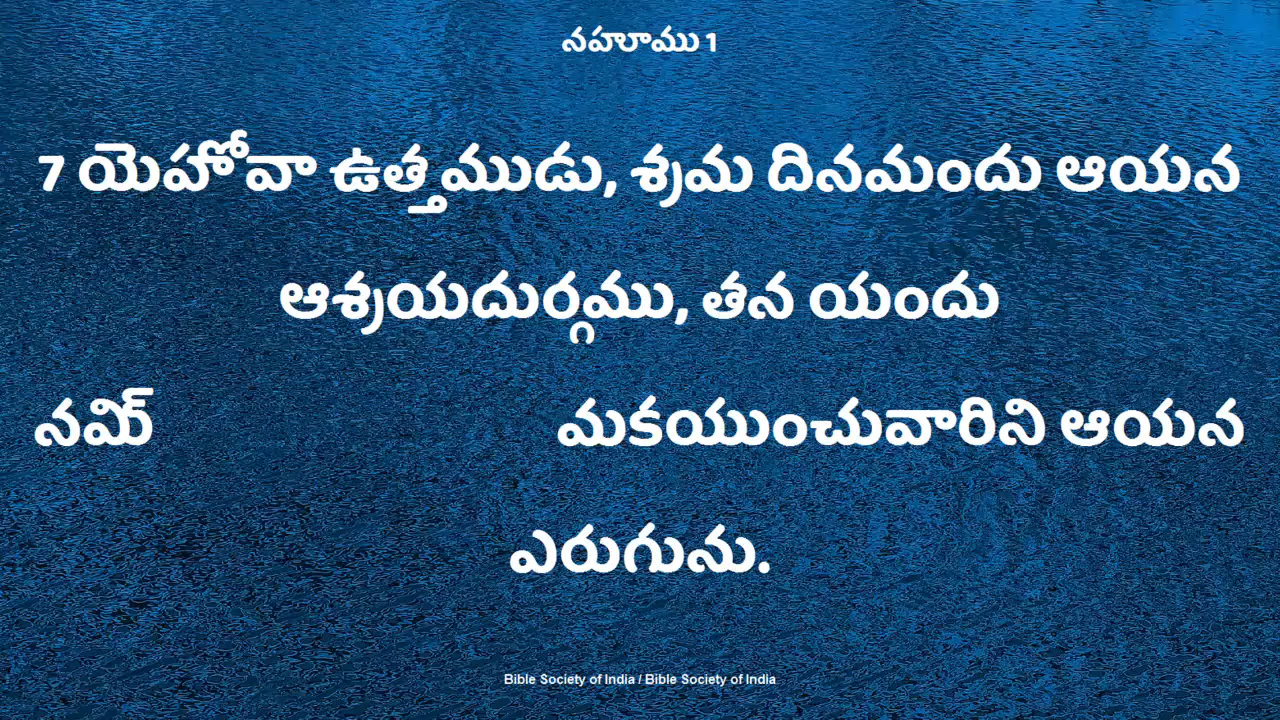 నహూము 1
7 యెహోవా ఉత్తముడు, శ్రమ దినమందు ఆయన
ఆశ్రయదుర్గము, తన యందు
నమి్ మకయుంచువారిని ఆయన
ఎరుగును.
Bible Society of India / Bible Society of India